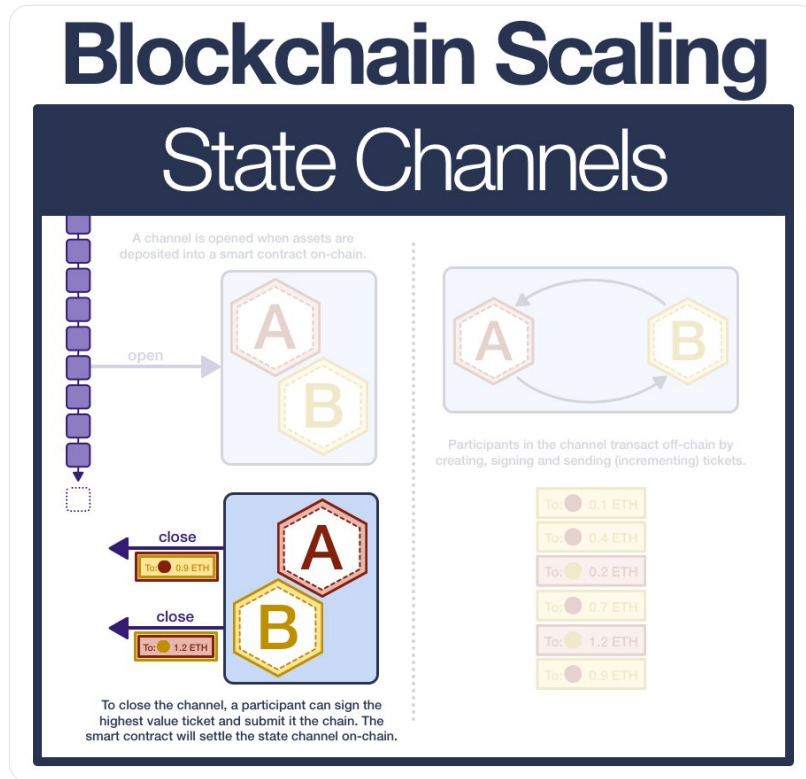 Blockchain Scaling
State Channels
A channel is opened when assets are
deposited into a smart contract on-chain.
open
A
B
A
B
Participants in the channel transact off-chain by
creating, signing and sending (incrementing) tickets.
To: 0.1 ETH
To: 0.4 ETH
To: 0.2 ETH
To: 0.7 ETH
To: 1.2 ETH
To: 0.9 ETH
close
To: 0.9 ETH
close
To: 1.2 ETH
A
B
To close the channel, a participant can sign the
highest value ticket and submit it the chain. The
smart contract will settle the state channel on-chain.